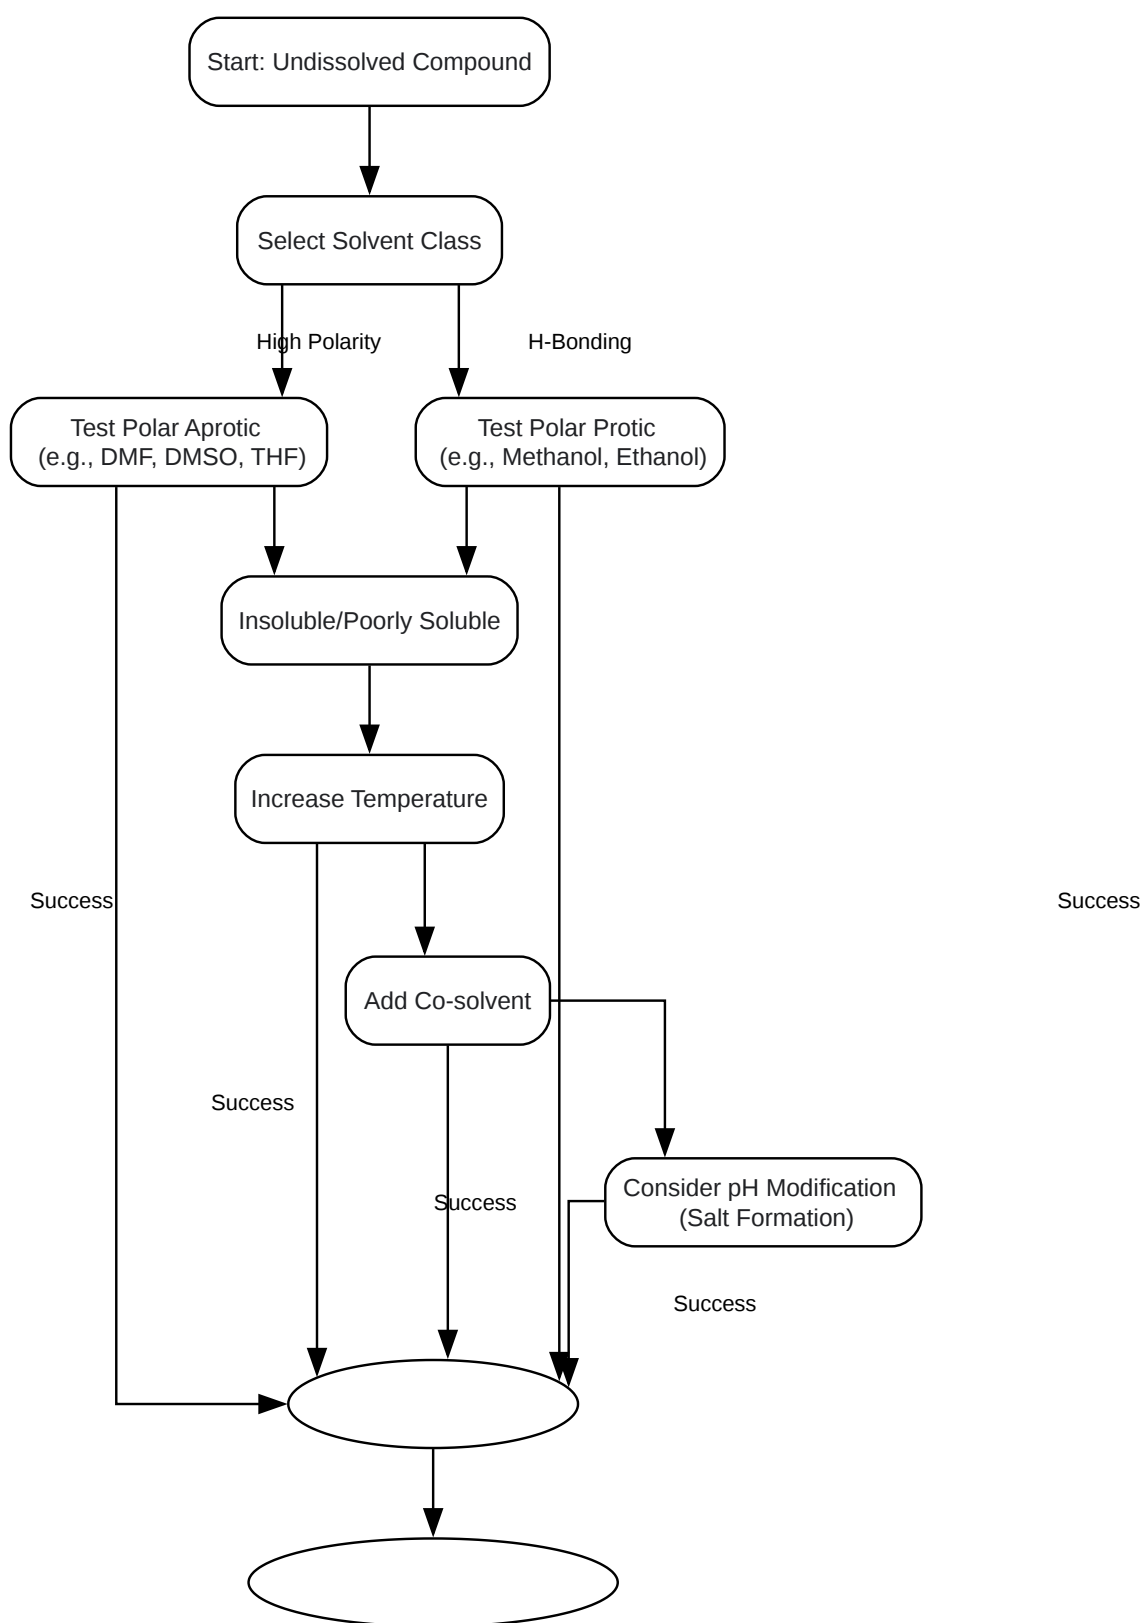 Start: Undissolved Compound
Select Solvent Class
High Polarity
H-Bonding
Test Polar Aprotic
(e.g., DMF, DMSO, THF)
Test Polar Protic
(e.g., Methanol, Ethanol)
Insoluble/Poorly Soluble
Increase Temperature
Success
Success
Add Co-solvent
Success
Consider pH Modification
(Salt Formation)
Success
Success